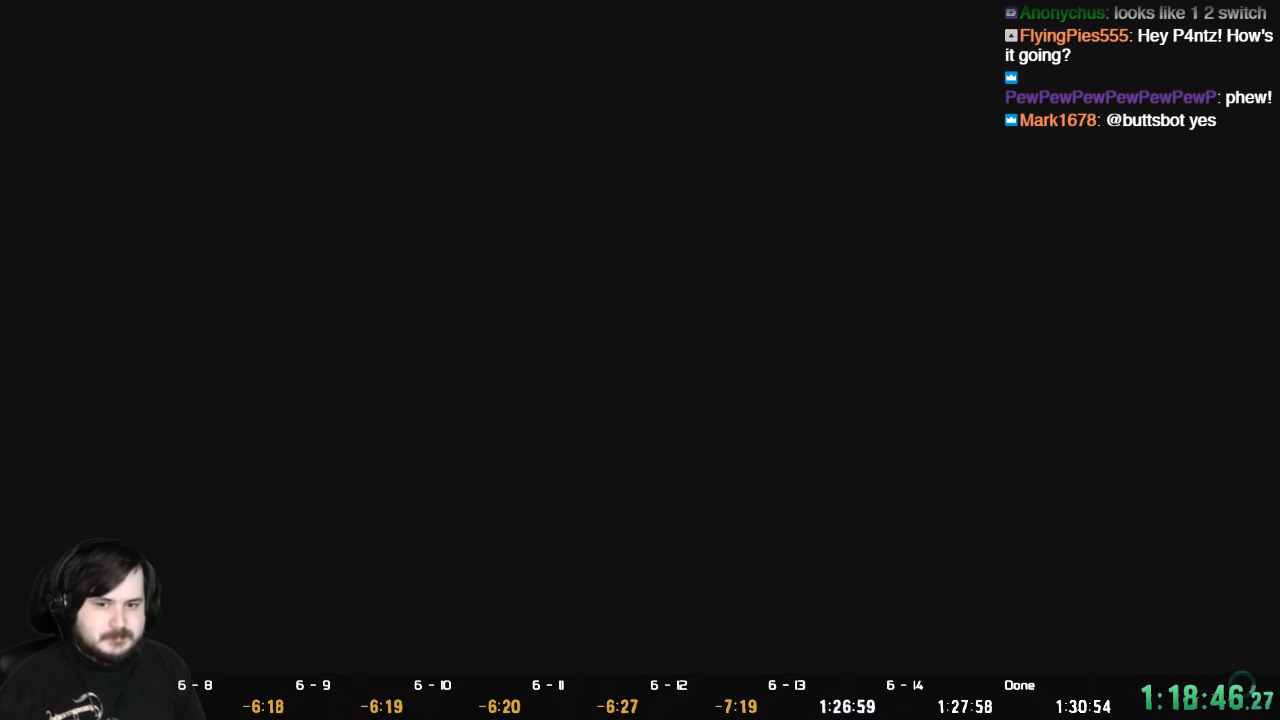 Anonychus: looks like 1 2 switch
FlyingPies555: Hey P4ntz! How's
it going?
PewPewPewPewPewPewP: phew!
Mark1678: @buttsbot yes
6 - 8 6 - 9 6 - 10 6 - 11 6 - 12 6 - 13 6 - 14 Done
-6:18 -6:19 -6:20 -6:27 -7:19 1:26:59 1:27:58 1:30:54
1:18:46.27